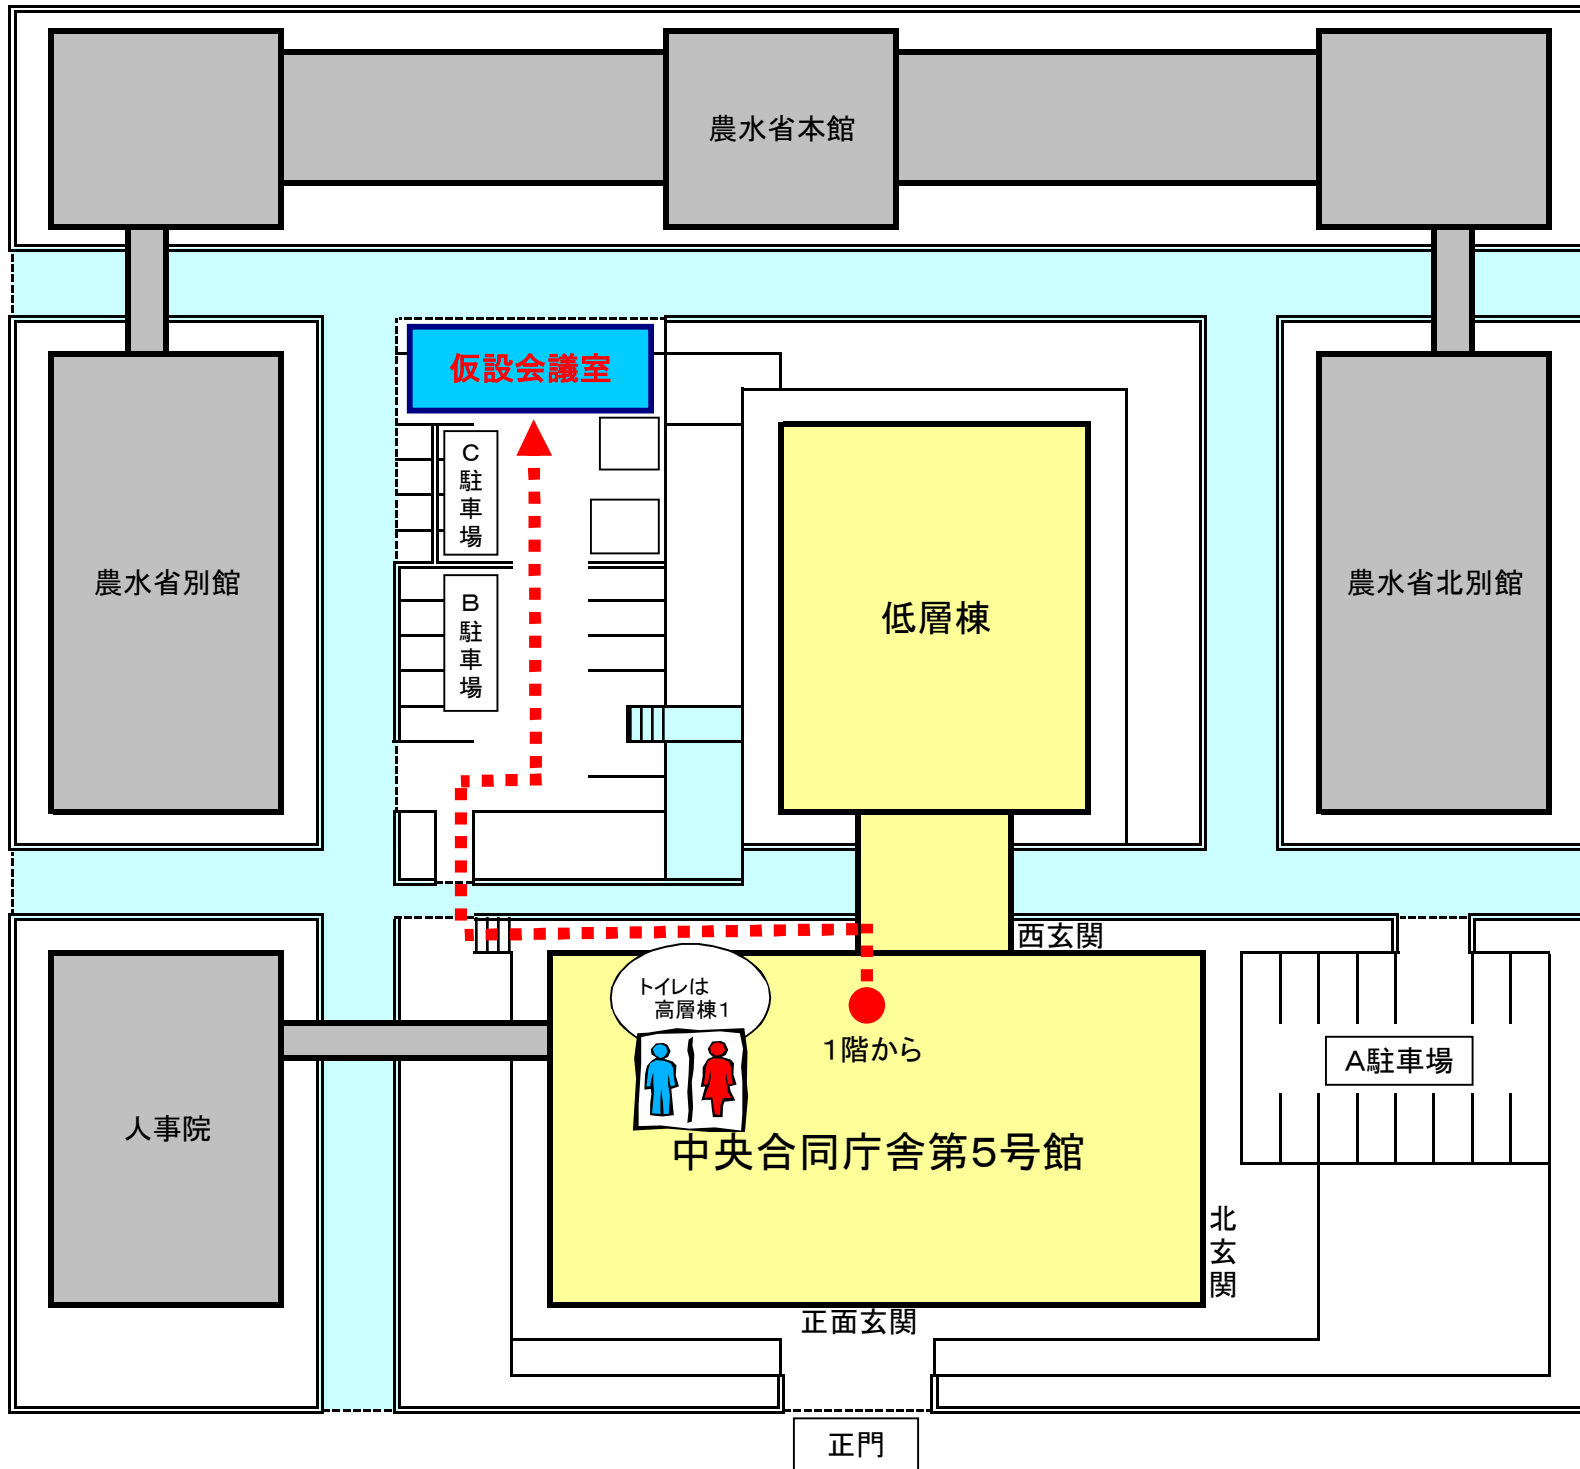 農水省本館
仮設会議室
C駐車場
B駐車場
農水省別館
低層棟
農水省北別館
西玄関
トイレは
高層棟1
1階から
A駐車場
人事院
中央合同庁舎第5号館
北玄関
正面玄関
正門